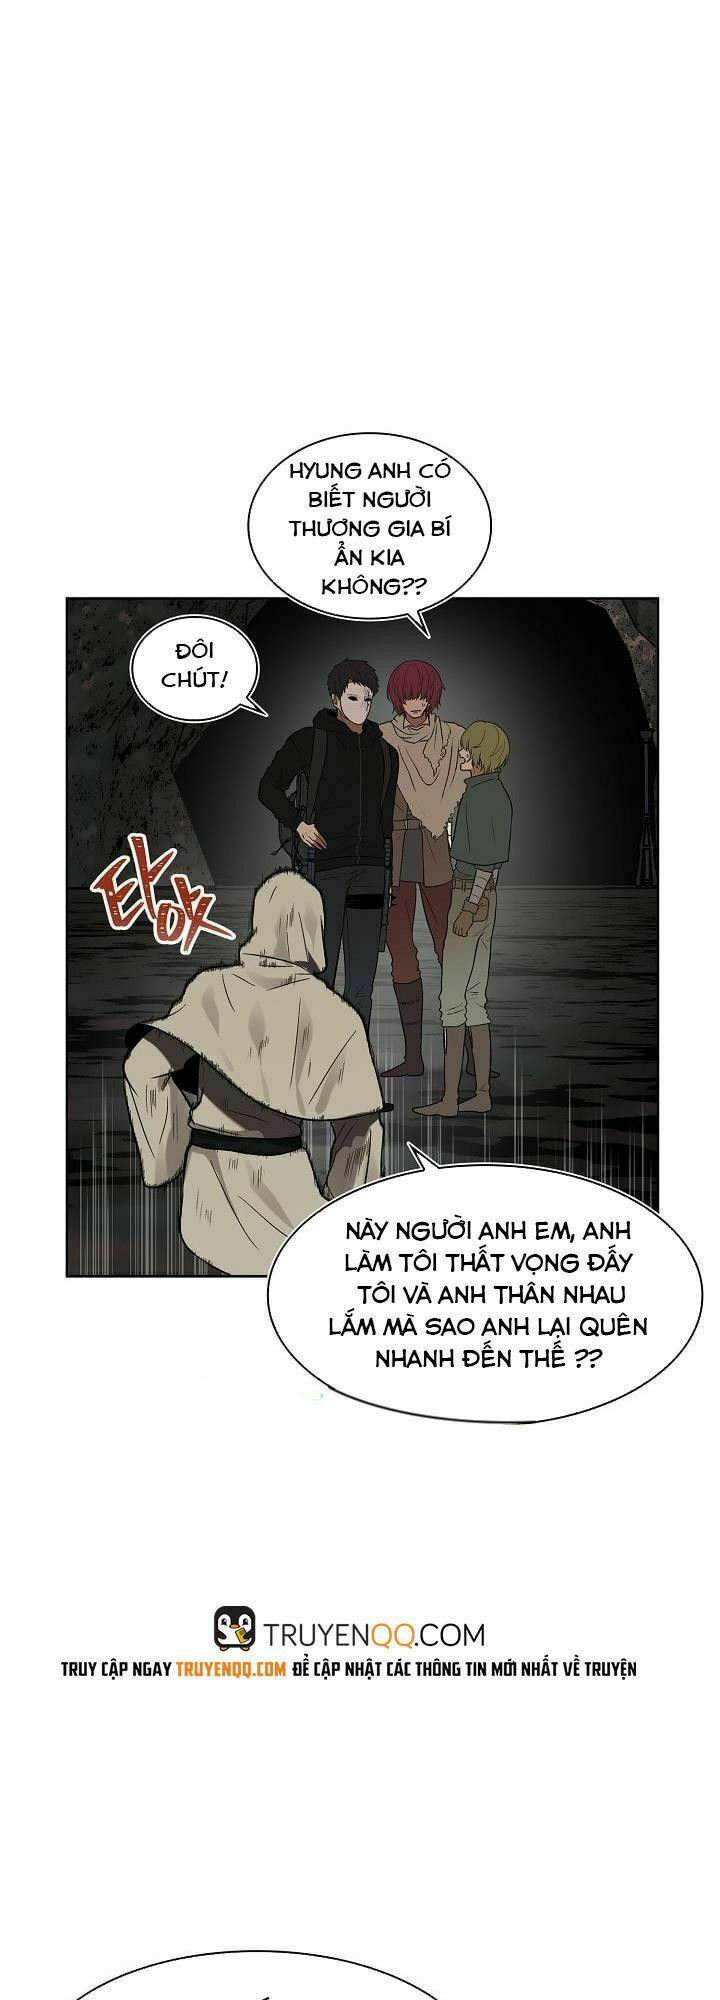 HYUNG ANH CÓ
BIẾT NGƯỜI
THƯƠNG GIA BÍ
ẨN KIA
KHÔNG??
ĐÔI
CHÚT!
타악
NÀY NGƯỜI ANH EM, ANH
LÀM TÔI THẤT VỌNG ĐẤY
TÔI VÀ ANH THÂN NHAU
LẮM MÀ SAO ANH LẠI QUÊN
NHANH ĐẾN THẾ ??
TRUYENQQ.COM
TRUY CẬP NGAY TRUYENQQ.COM ĐỂ CẬP NHẬT CÁC THÔNG TIN MỚI NHẤT VỀ TRUYỆN